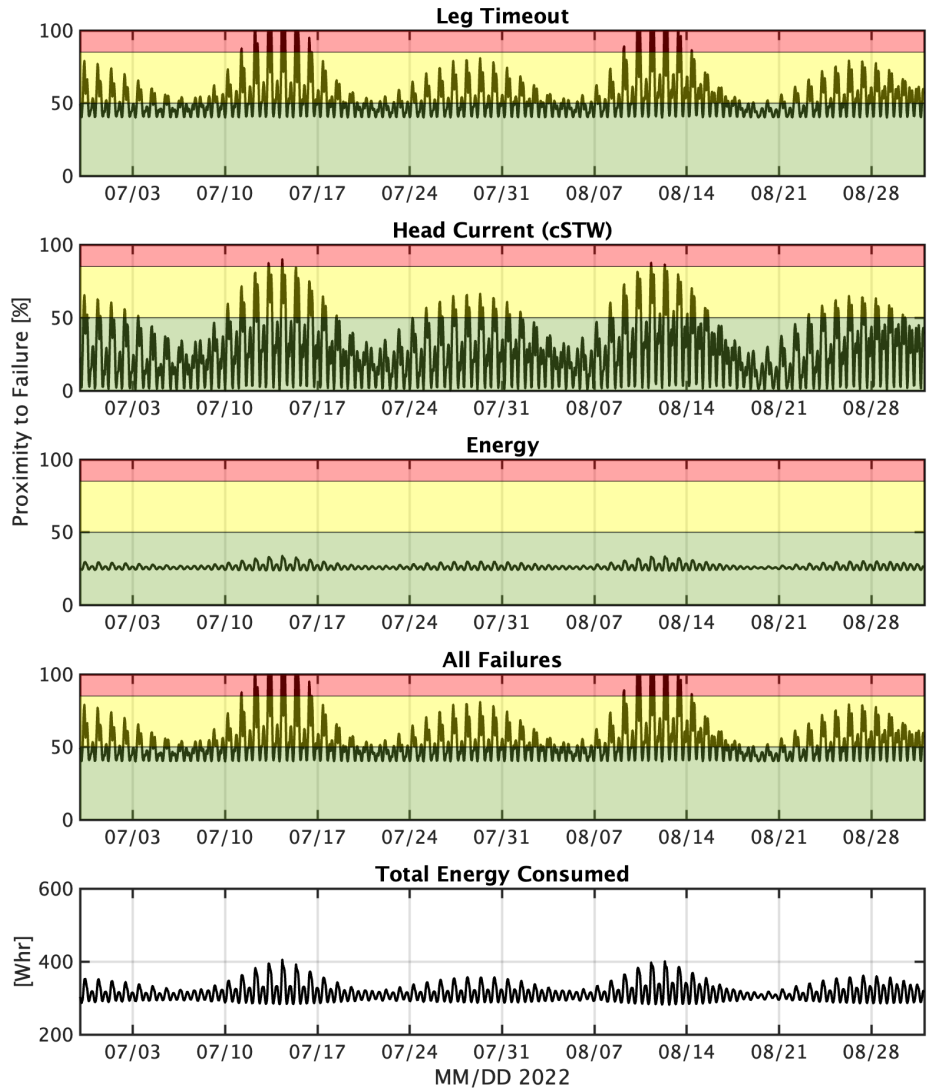 Leg Timeout
100
50
0
07/03 07/10 07/17 07/24 07/31 08/07 08/14 08/21 08/28
Head Current (cSTW)
100
50
0
07/03 07/10 07/17 07/24 07/31 08/07 08/14 08/21 08/28
Proximity to Failure [%]
Energy
100
50
0
07/03 07/10 07/17 07/24 07/31 08/07 08/14 08/21 08/28
All Failures
100
50
0
07/03 07/10 07/17 07/24 07/31 08/07 08/14 08/21 08/28
Total Energy Consumed
600
400
200
[Whr]
07/03 07/10 07/17 07/24 07/31 08/07 08/14 08/21 08/28
MM/DD 2022